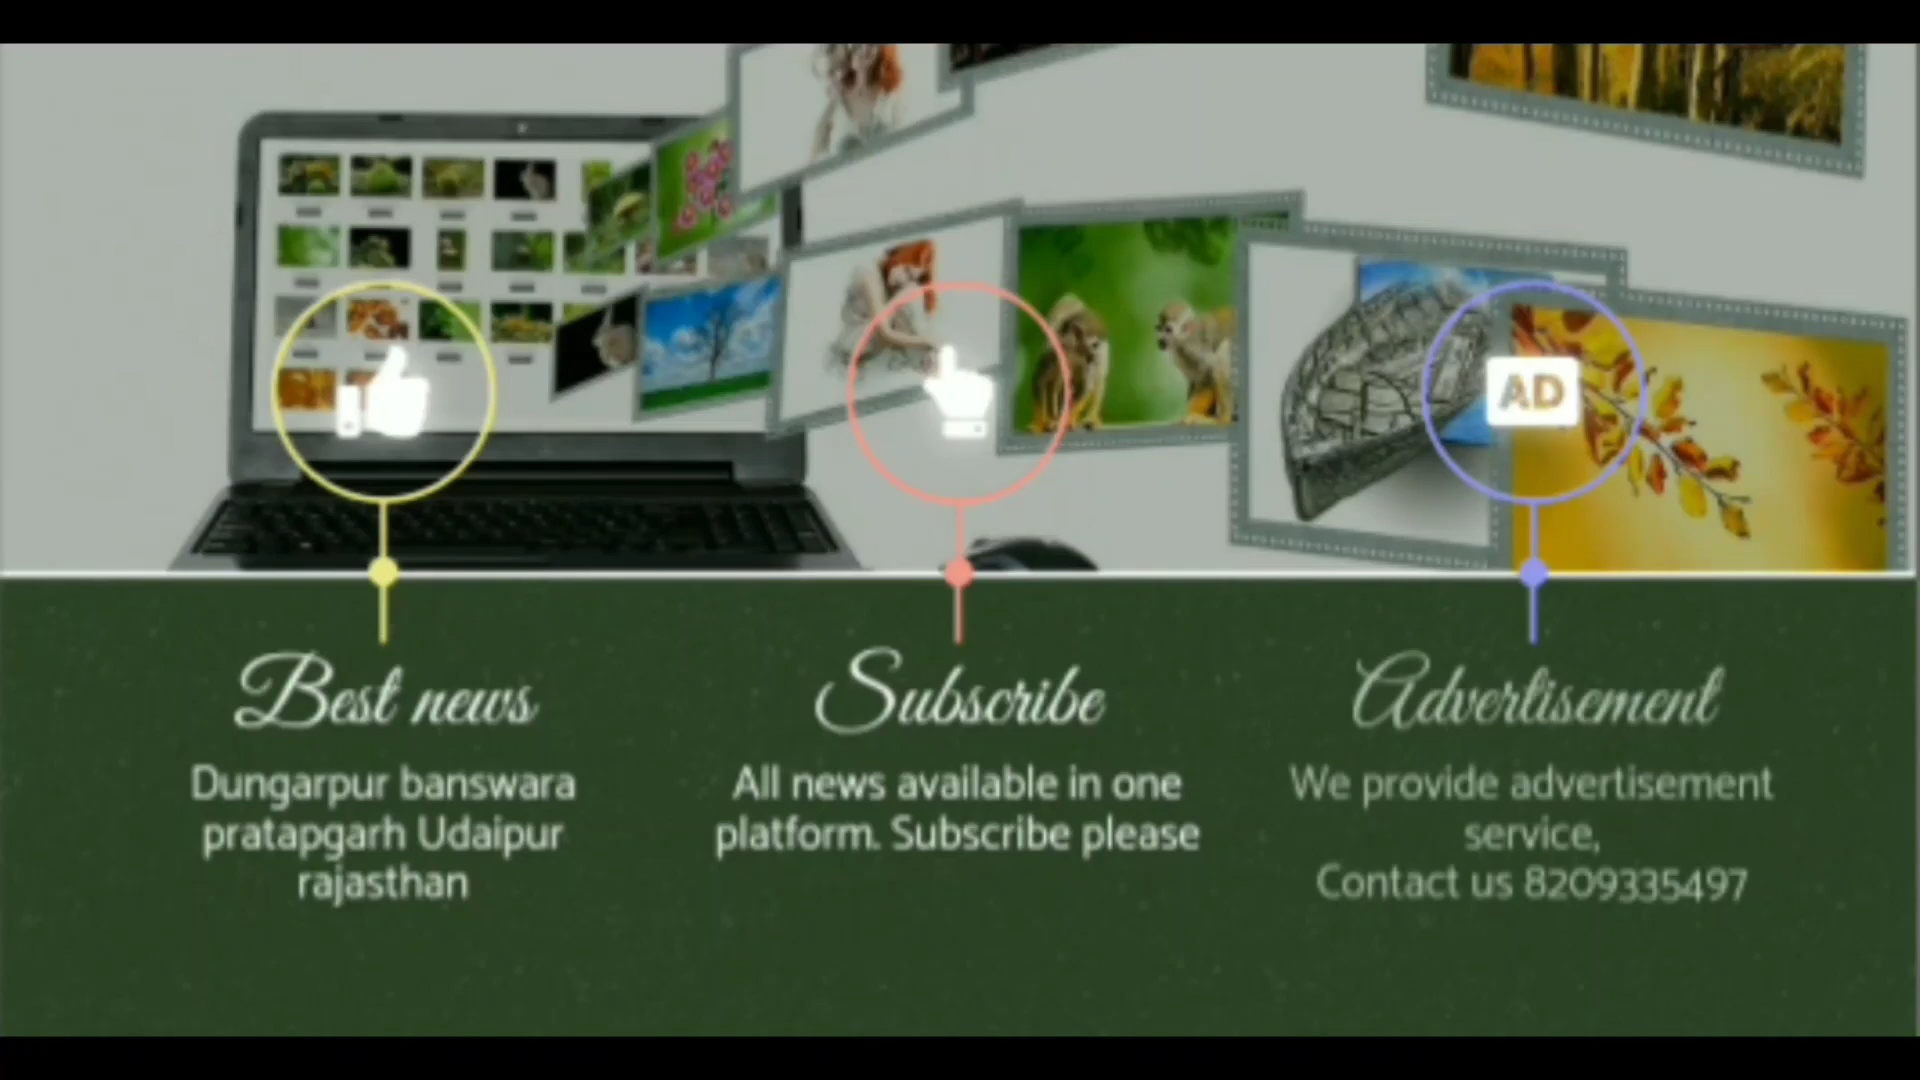 AD
Best news
Dungarpur banswara
pratapgarh Udaipur
rajasthan
Subscribe
All news available in one
platform. Subscribe please
Advertisement
We provide advertisement
service,
Contact us 8209335497